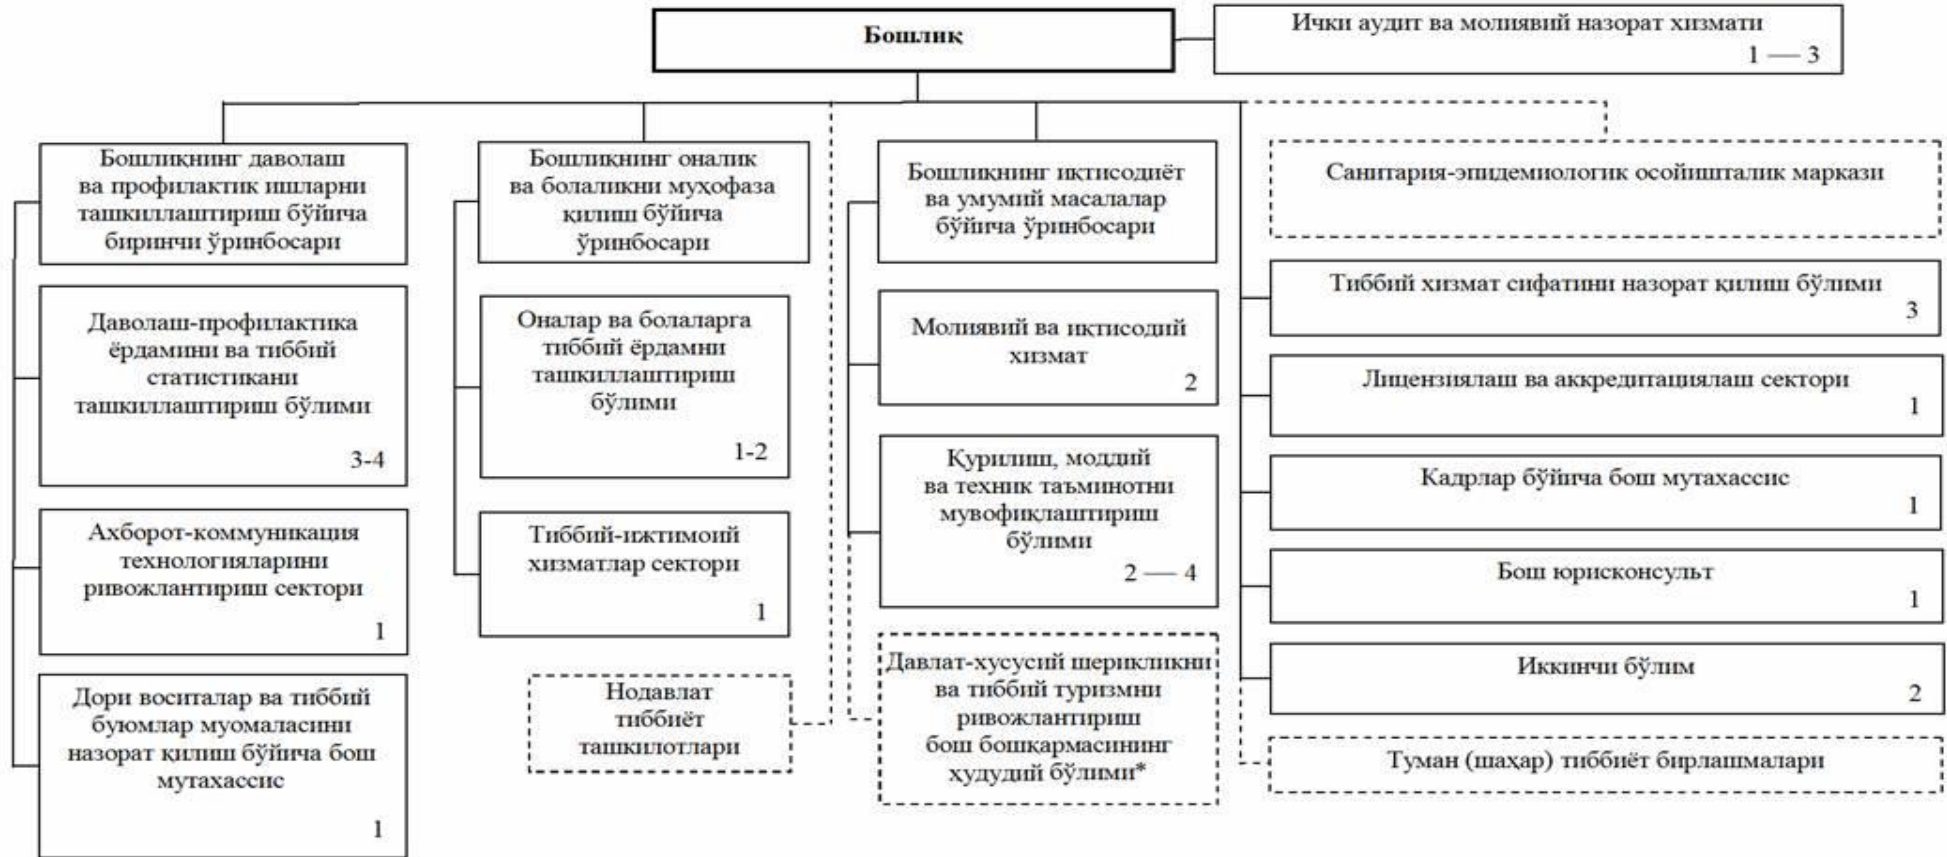 Бошлиқ
Ички аудит ва молиявий назорат хизмати
1 — 3
Бошлиқнинг даволаш
ва профилактик ишларни
ташкиллаштириш бўйича
биринчи ўринбосари
Даволаш-профилактика
ёрдамини ва тиббий
статистикани
ташкиллаштириш бўлими
3-4
Ахборот-коммуникация
технологияларини
ривожлантириш сектори
1
Дори воситалар ва тиббий
буюмлар муомаласини
назорат қилиш бўйича бош
мутахассис
1
Бошлиқнинг оналик
ва болаликни муҳофаза
қилиш бўйича
ўринбосари
Оналар ва болаларга
тиббий ёрдамни
ташкиллаштириш
бўлими
1-2
Тиббий-ижтимоий
хизматлар сектори
1
Нодавлат
тиббиёт
ташкилотлари
Бошлиқнинг иқтисодиёт
ва умумий масалалар
бўйича ўринбосари
Молиявий ва иқтисодий
хизмат
2
Қурилиш, моддий
ва техник таъминотни
мувофиқлаштириш
бўлими
2 — 4
Давлат-хусусий шерикликни
ва тиббий туризмни
ривожлантириш
бош бошқармасининг
ҳудудий бўлими*
Санитария-эпидемиологик осойишталик маркази
Тиббий хизмат сифатини назорат қилиш бўлими
3
Лицензиялаш ва аккредитациялаш сектори
1
Кадрлар бўйича бош мутахассис
1
Бош юрисконсульт
1
Иккинчи бўлим
2
Туман (шаҳар) тиббиёт бирлашмалари